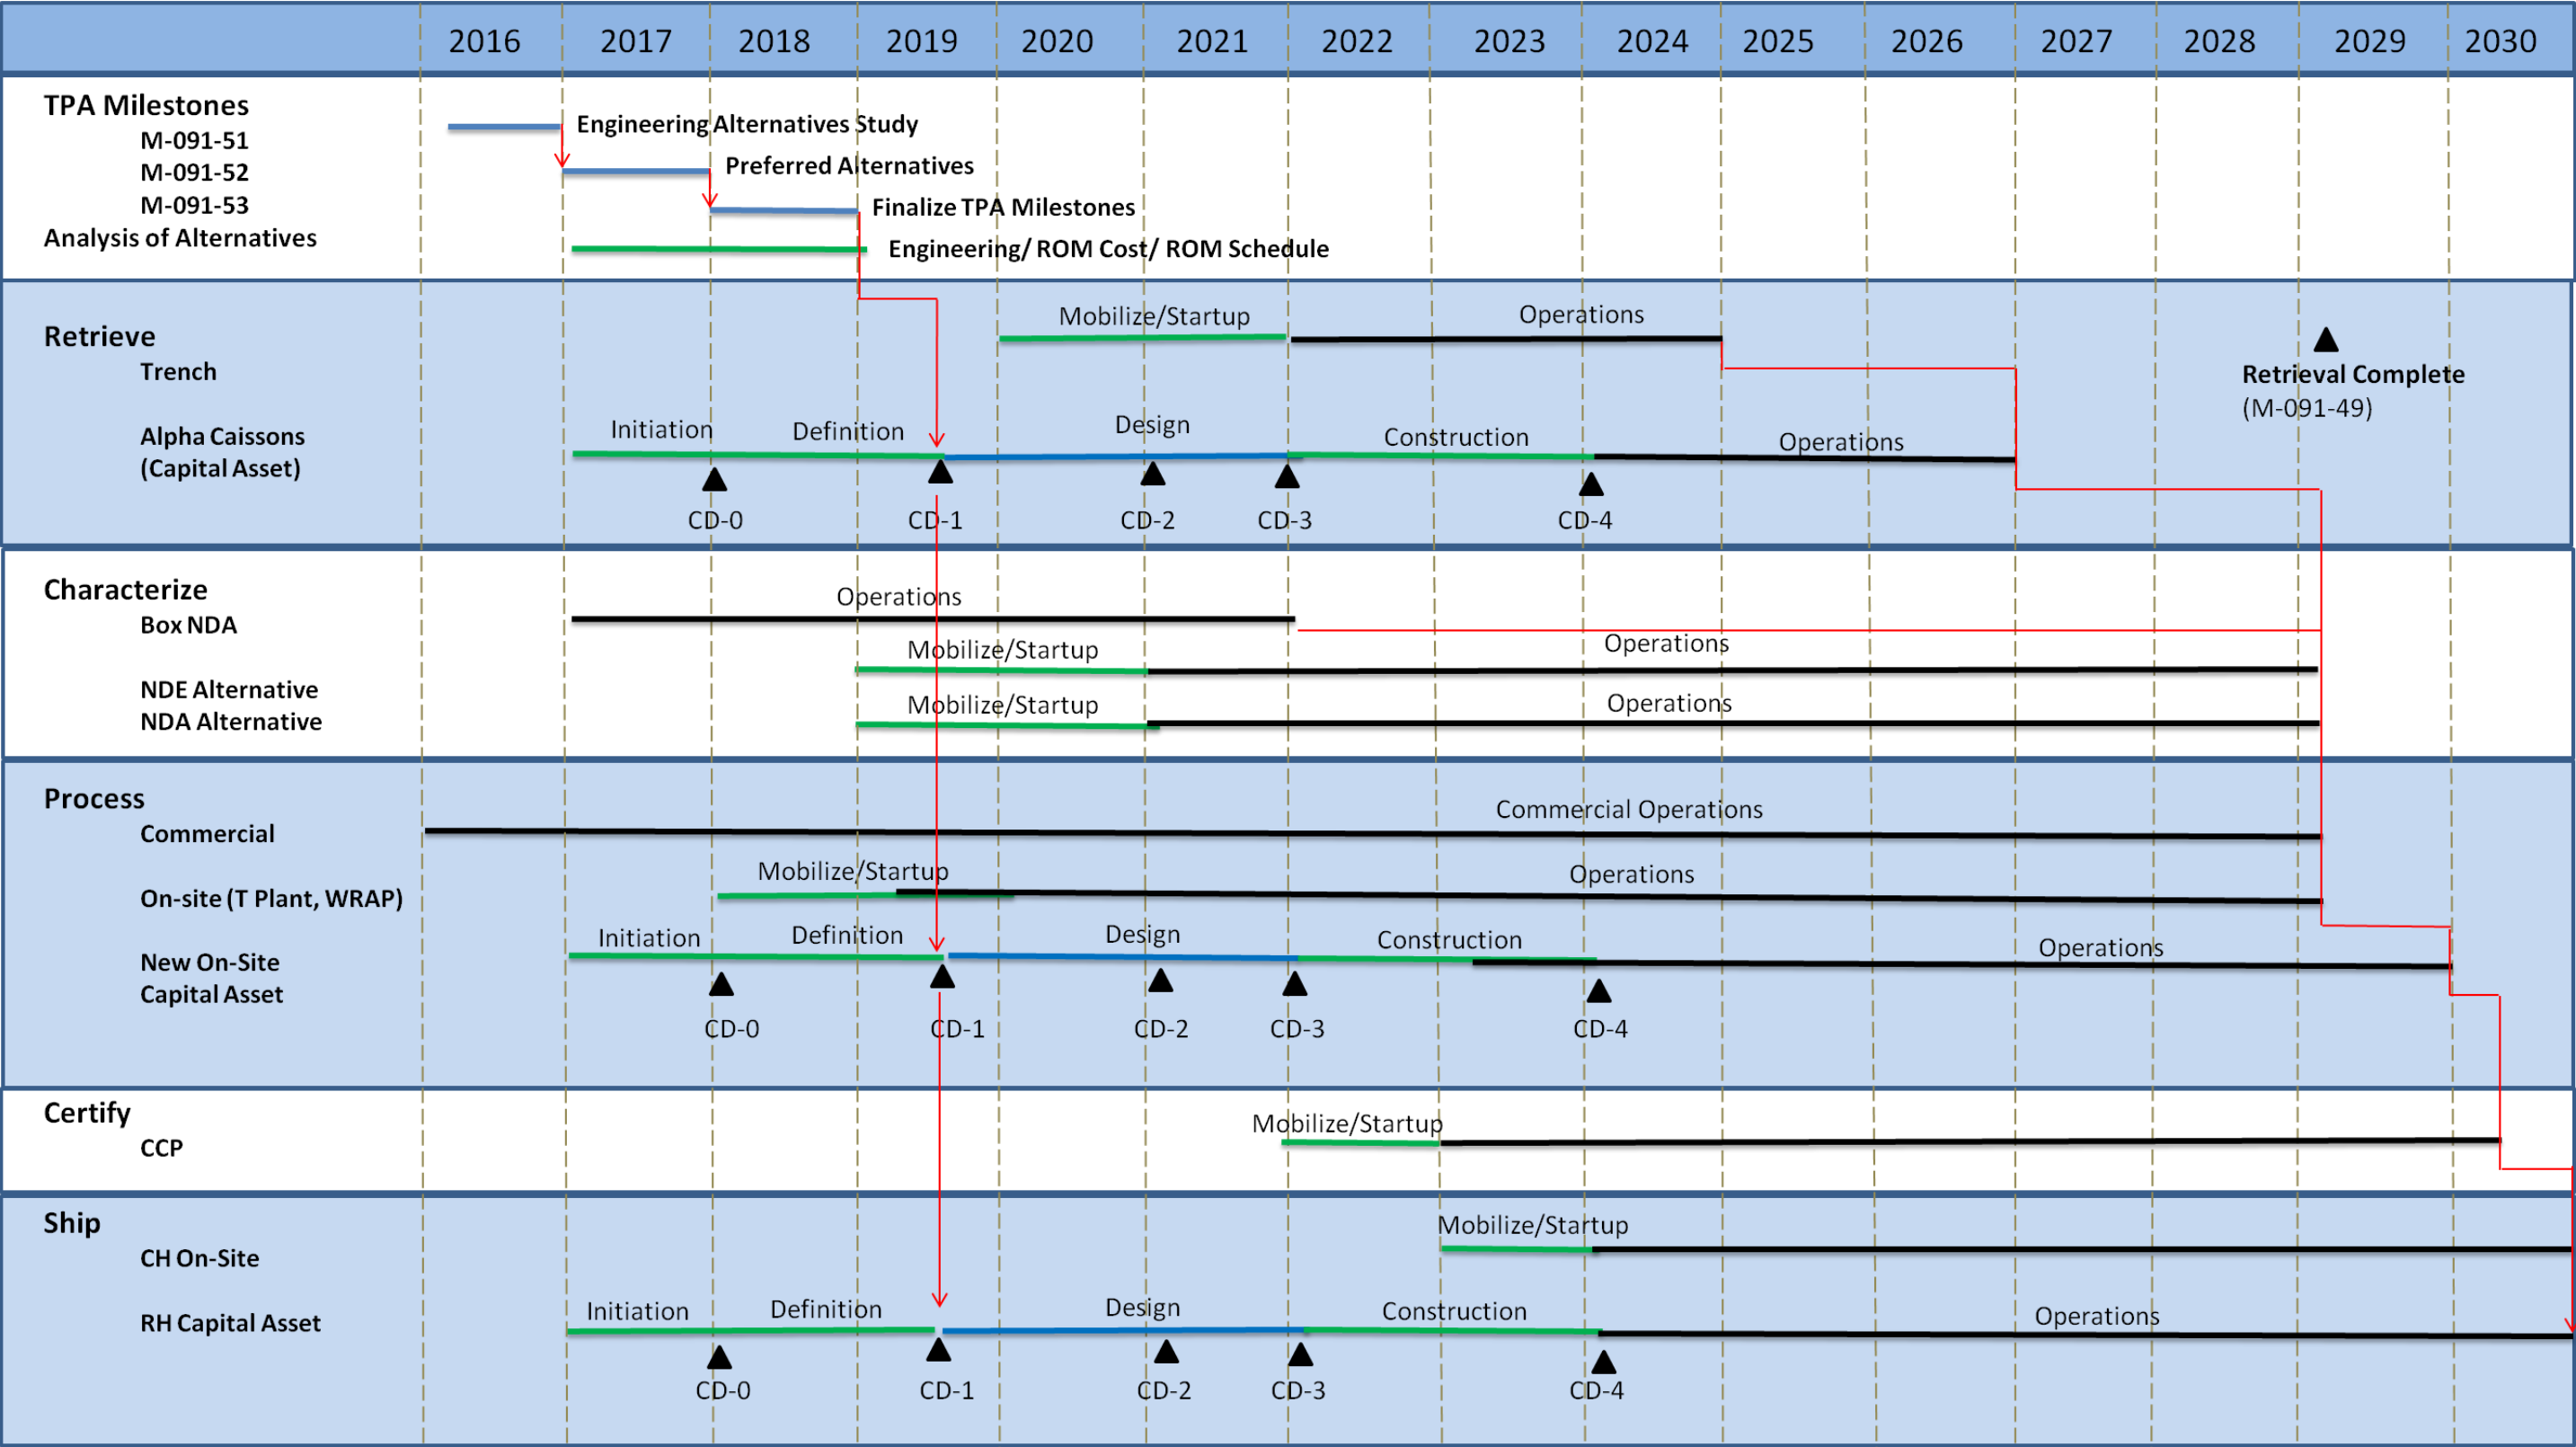 2016 2017 2018 2019 2020 2021 2022 2023 2024 2025 2026 2027 2028 2029 2030
TPA Milestones
Engineering Alternatives Study
M-091-51
Preferred Alternatives
M-091-52
M-091-53
Finalize TPA Milestones
Analysis of Alternatives
Engineering/ ROM Cost/ ROM Schedule
Mobilize/Startup Operations
Retrieve
Trench
Retrieval Complete
(M-091-49)
Alpha Caissons
(Capital Asset)
Initiation Definition Design Construction Operations
CD-0 CD-1 CD-2 CD-3 CD-4
Characterize
Operations
Box NDA
Mobilize/Startup Operations
NDE Alternative
Mobilize/Startup Operations
NDA Alternative
Process
Commercial Operations
Commercial
Mobilize/Startup Operations
On-site (T Plant, WRAP)
Initiation Definition Design Construction Operations
New On-Site
Capital Asset
CD-0 CD-1 CD-2 CD-3 CD-4
Certify
Mobilize/Startup
CCP
Ship
Mobilize/Startup
CH On-Site
Initiation Definition Design Construction Operations
RH Capital Asset
CD-0 CD-1 CD-2 CD-3 CD-4